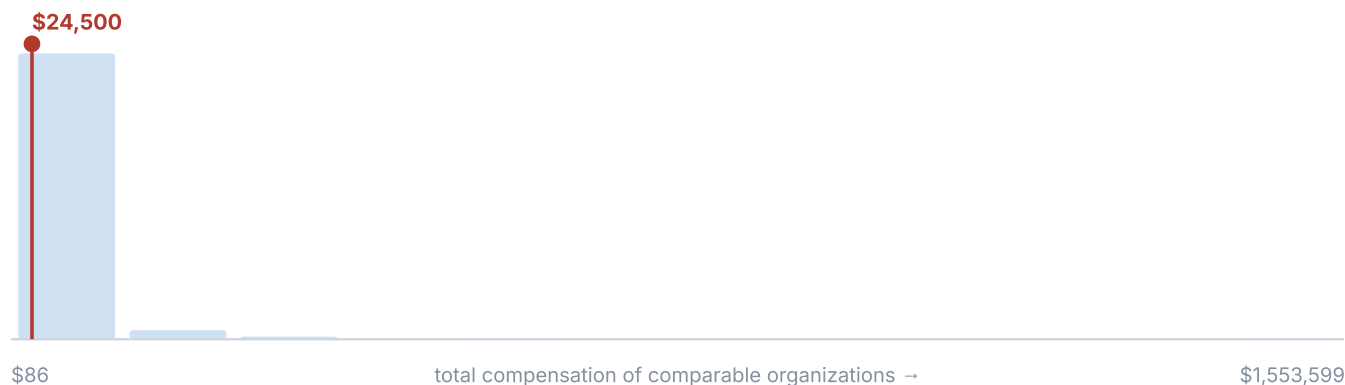 $24,500
$86 total compensation of comparable organizations → $1,553,599